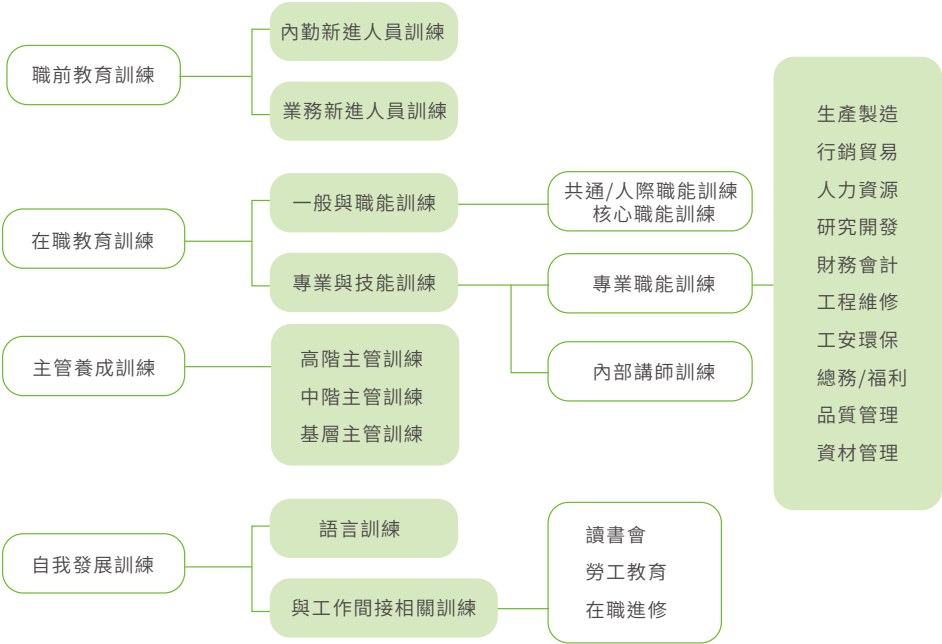 職前教育訓練
內勤新進人員訓練
業務新進人員訓練
在職教育訓練
一般與職能訓練
共通/人際職能訓練
核心職能訓練
專業與技能訓練
專業職能訓練
內部講師訓練
生產製造
行銷貿易
人力資源
研究開發
財務會計
工程維修
工安環保
總務/福利
品質管理
資材管理
主管養成訓練
高階主管訓練
中階主管訓練
基層主管訓練
自我發展訓練
語言訓練
與工作間接相關訓練
讀書會
勞工教育
在職進修